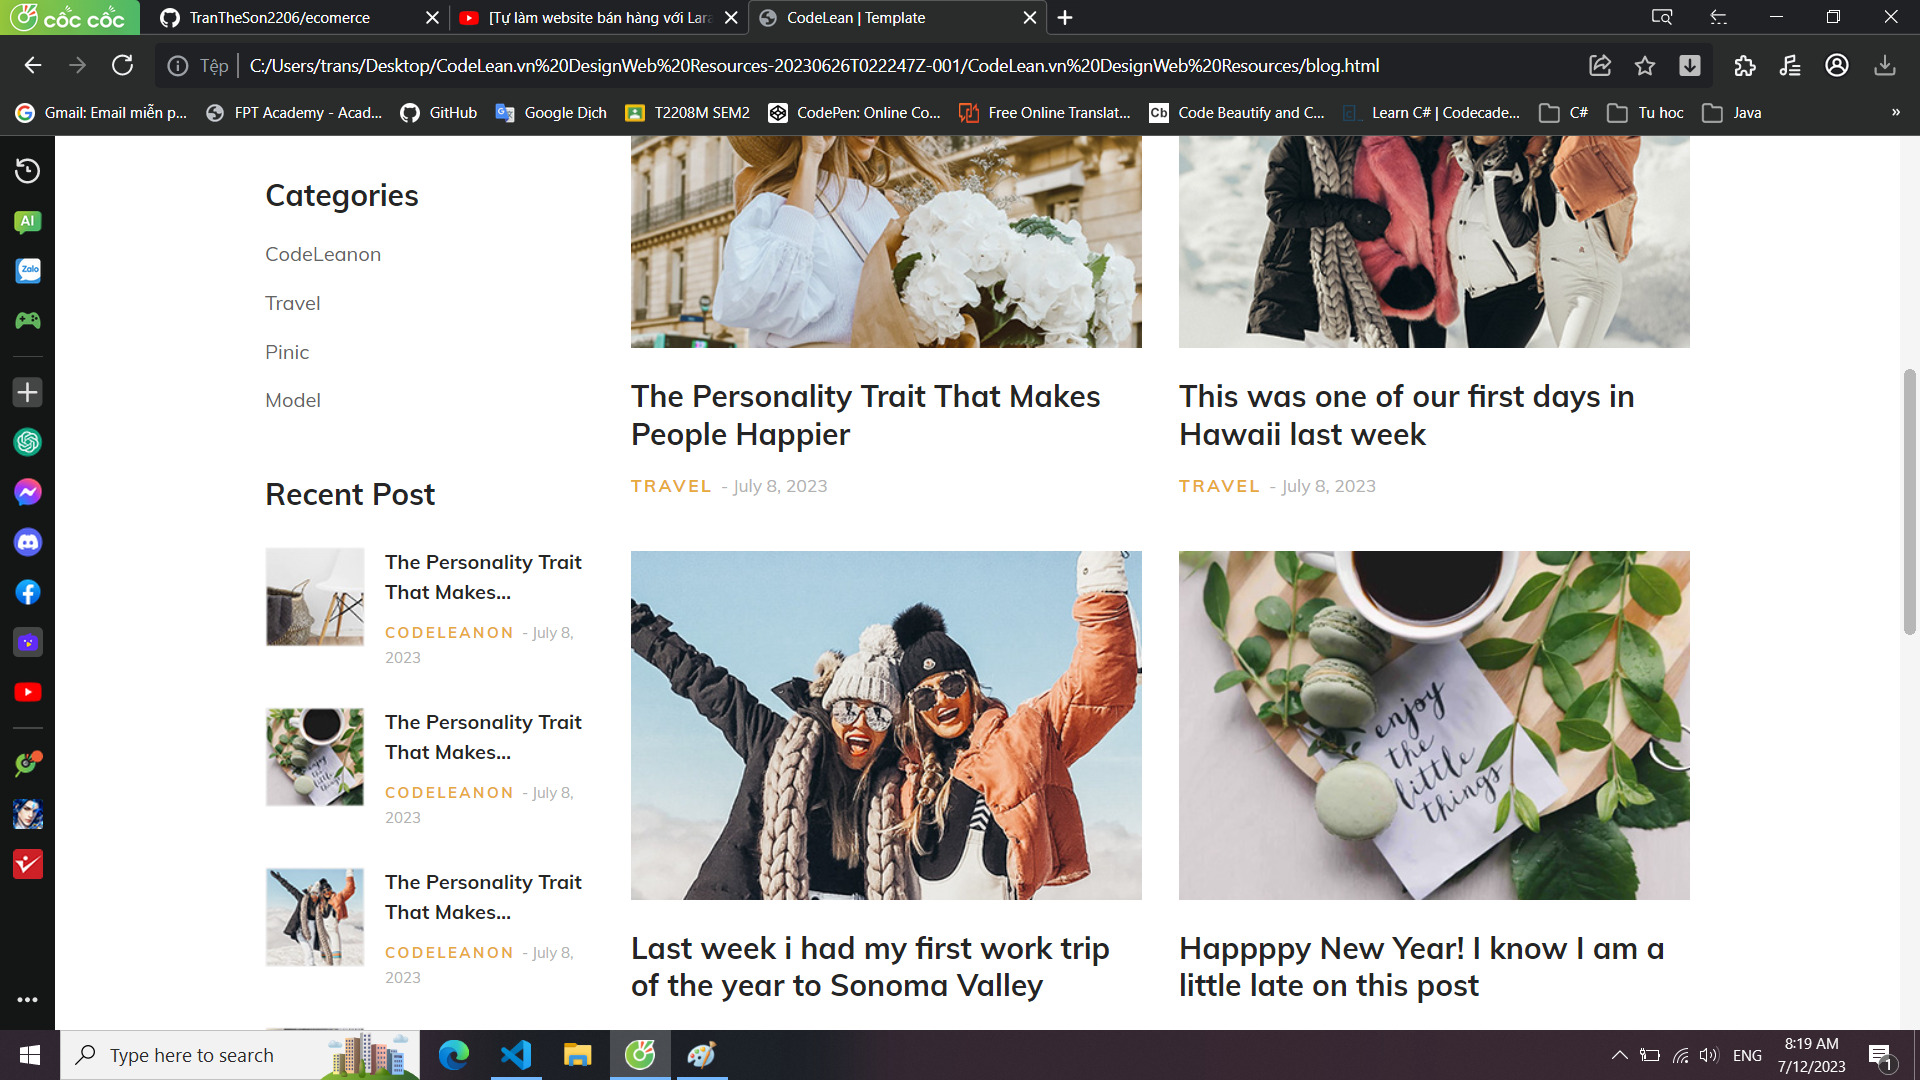 cốc cốc
TranTheSon2206/ecomerce
[Tự làm website bán hàng với Lara
CodeLean | Template
Tệp
C:/Users/trans/Desktop/CodeLean.vn%20DesignWeb%20Resources-20230626T022247Z-001/CodeLean.vn%20DesignWeb%20Resources/blog.html
Gmail: Email miễn p...
FPT Academy - Acad...
GitHub
Google Dịch
T2208M SEM2
CodePen: Online Co...
Free Online Translat...
Cb
Code Beautify and C...
Learn C# | Codecade...
C#
Tu hoc
Java
»
AI
Zalo
Categories
CodeLeanon
Travel
Pinic
Model
Recent Post
The Personality Trait
That Makes...
CODELEANON - July 8,
2023
The Personality Trait
That Makes...
CODELEANON - July 8,
2023
The Personality Trait
That Makes...
CODELEANON - July 8,
2023
The Personality Trait That Makes
People Happier
TRAVEL - July 8, 2023
This was one of our first days in
Hawaii last week
TRAVEL - July 8, 2023
enjoy
the
little
things
Last week i had my first work trip
of the year to Sonoma Valley
Happppy New Year! I know I am a
little late on this post
Type here to search
ENG
8:19 AM
7/12/2023
1